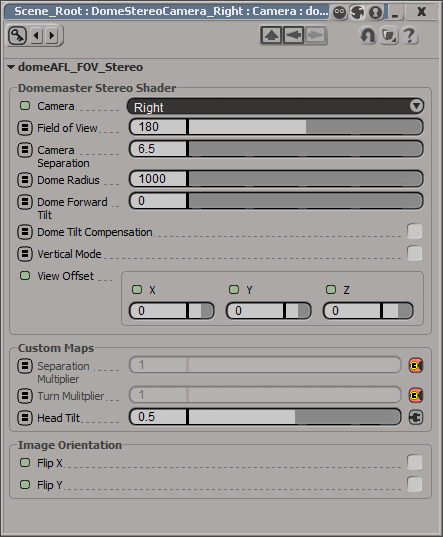 Scene_Root : DomeStereoCamera_Right : Camera : do...
X
?
domeAFL_FOV_Stereo
Domemaster Stereo Shader
Camera
Right
Field of View
180
Camera
Separation
6.5
Dome Radius
1000
Dome Forward
Tilt
0
Dome Tilt Compensation
Vertical Mode
View Offset
X
Y
Z
0
0
0
Custom Maps
Separation
Multiplier
1
Turn Mulitplier
1
Head Tilt
0.5
Image Orientation
Flip X
Flip Y